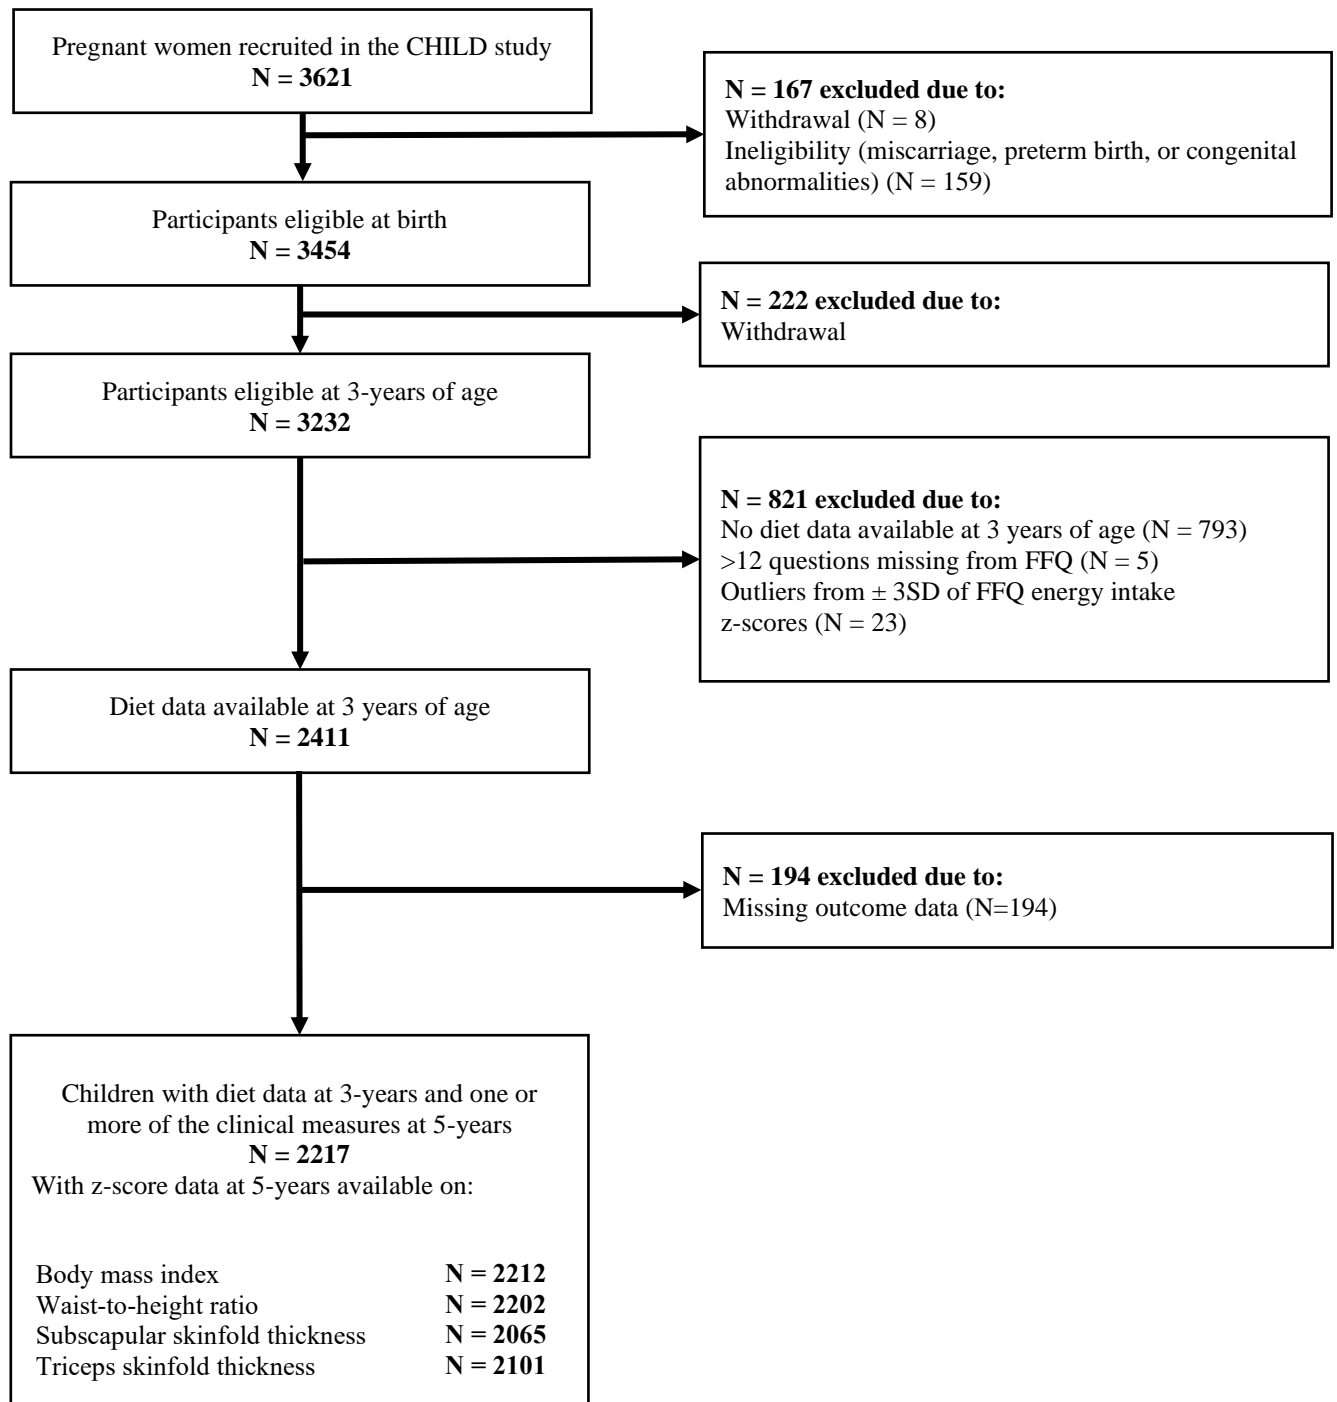 Pregnant women recruited in the CHILD study
N = 3621
N = 167 excluded due to:
Withdrawal (N = 8)
Ineligibility (miscarriage, preterm birth, or congenital
abnormalities) (N = 159)
Participants eligible at birth
N = 3454
N = 222 excluded due to:
Withdrawal
Participants eligible at 3-years of age
N = 3232
N = 821 excluded due to:
No diet data available at 3 years of age (N = 793)
>12 questions missing from FFQ (N = 5)
Outliers from ± 3SD of FFQ energy intake
z-scores (N = 23)
Diet data available at 3 years of age
N = 2411
N = 194 excluded due to:
Missing outcome data (N=194)
Children with diet data at 3-years and one or
more of the clinical measures at 5-years
N = 2217
With z-score data at 5-years available on:
Body mass index N = 2212
Waist-to-height ratio N = 2202
Subscapular skinfold thickness N = 2065
Triceps skinfold thickness N = 2101